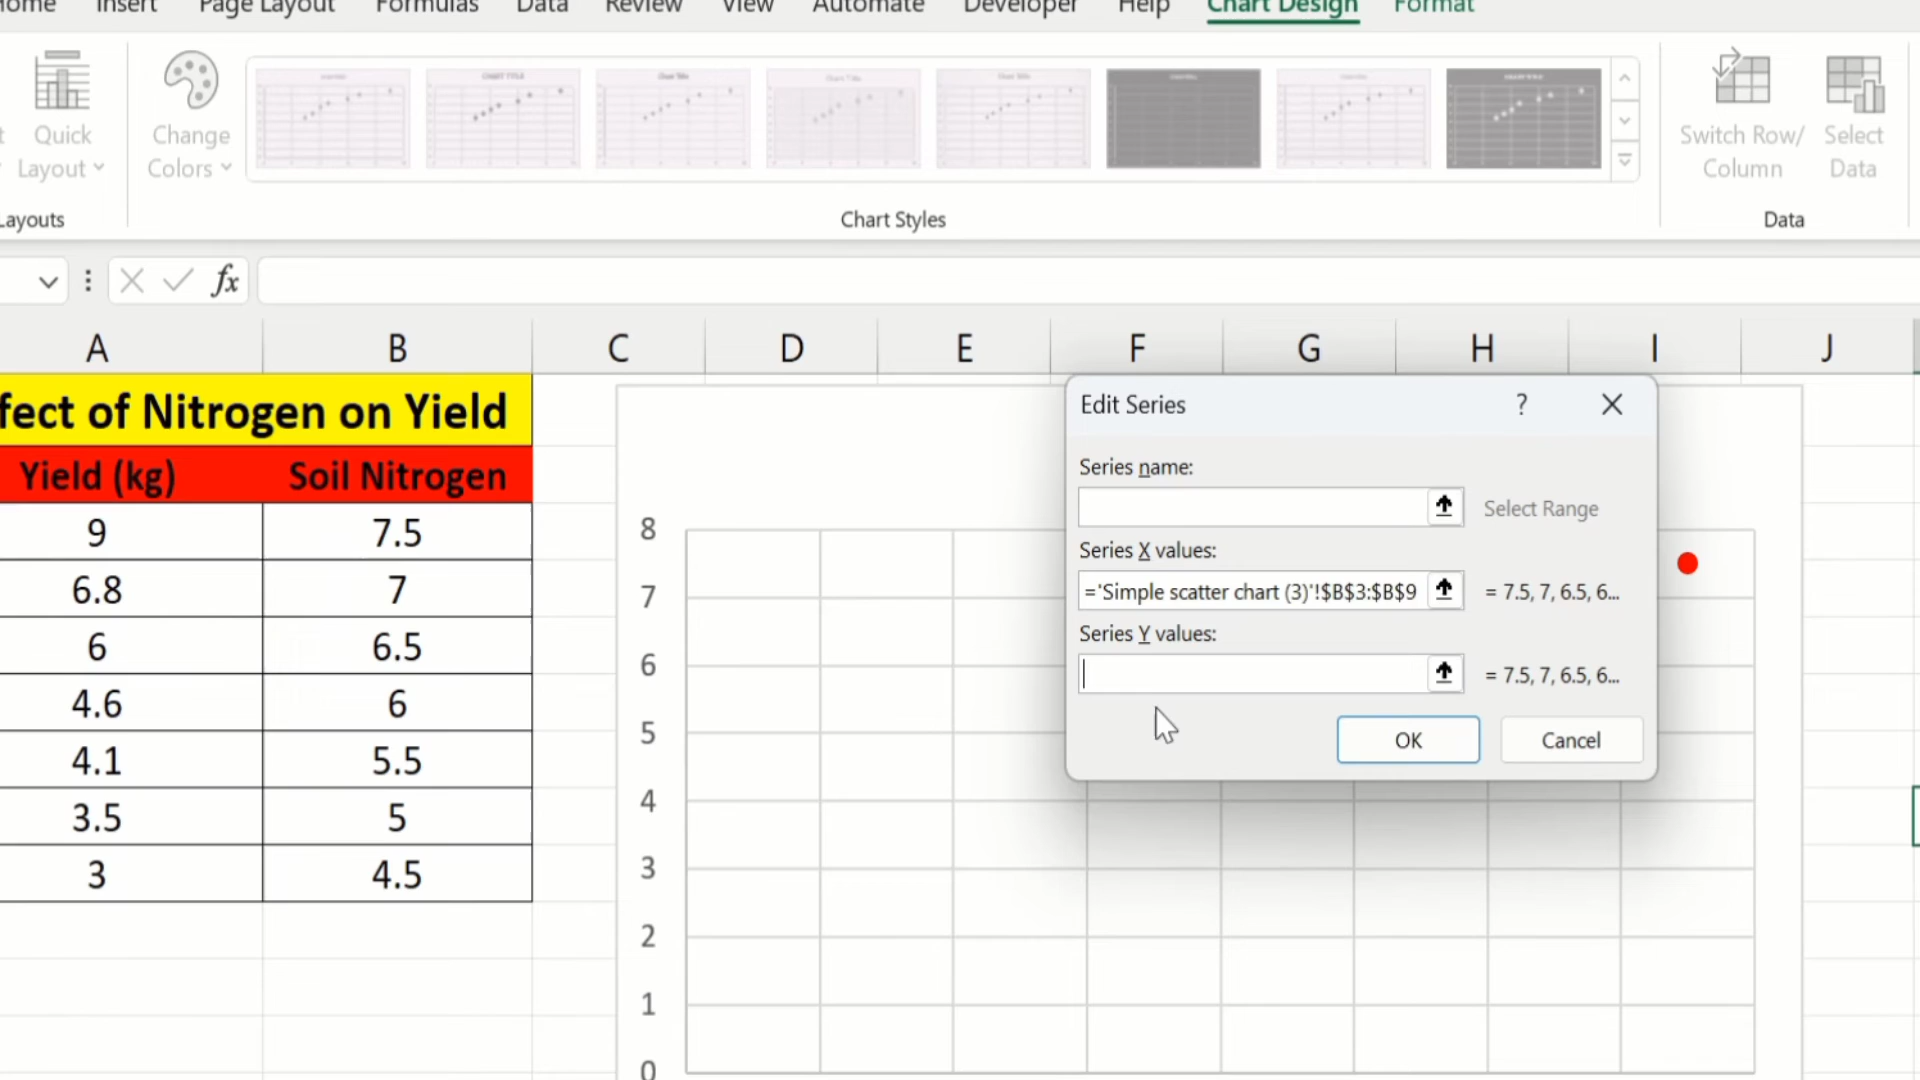 Home Insert Page Layout Formulas Data Review View Automate Developer Help Chart Design Format
Quick Layout
Change Colors
Switch Row/ Column
Select Data
Layouts Chart Styles Data
fx
A B C D E F G H I J
fect of Nitrogen on Yield
Yield (kg) Soil Nitrogen
9 7.5
6.8 7
6 6.5
4.6 6
4.1 5.5
3.5 5
3 4.5
8
7
6
5
4
3
2
1
0
Edit Series ?
Series name:
Select Range
Series X values:
='Simple scatter chart (3)'!$B$3:$B$9 = 7.5, 7, 6.5, 6...
Series Y values:
= 7.5, 7, 6.5, 6...
OK Cancel